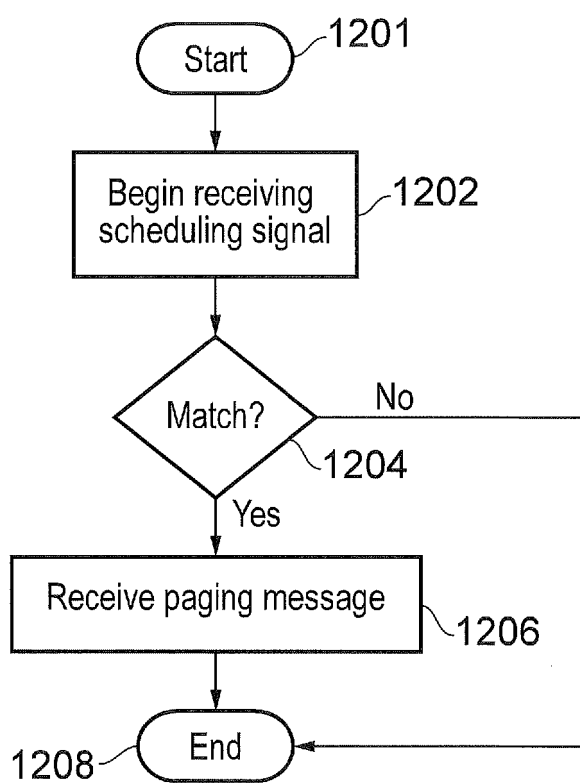 1201
Start
Begin receiving
scheduling signal
1202
Match?
No
1204
Yes
Receive paging message
1206
End
1208